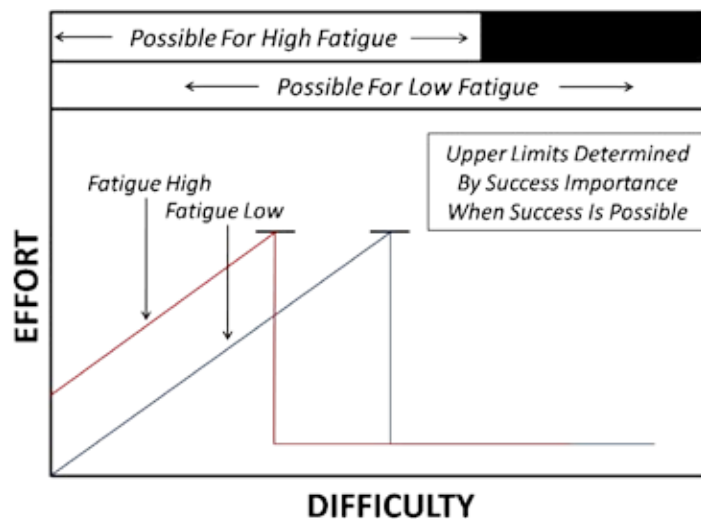 Possible For High Fatigue
Possible For Low Fatigue
Upper Limits Determined
By Success Importance
When Success Is Possible
Fatigue High
Fatigue Low
EFFORT
DIFFICULTY